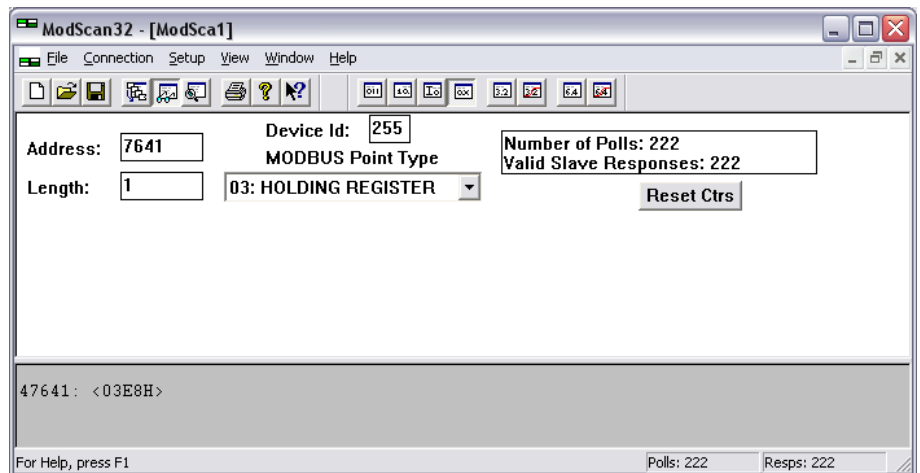 ModScan32 - [ModSca1]
File Connection Setup View Window Help
Address: 7641
Device Id: 255
MODBUS Point Type
Length: 1
03: HOLDING REGISTER
Number of Polls: 222
Valid Slave Responses: 222
Reset Ctrs
47641: <03E8H>
For Help, press F1
Polls: 222
Resps: 222